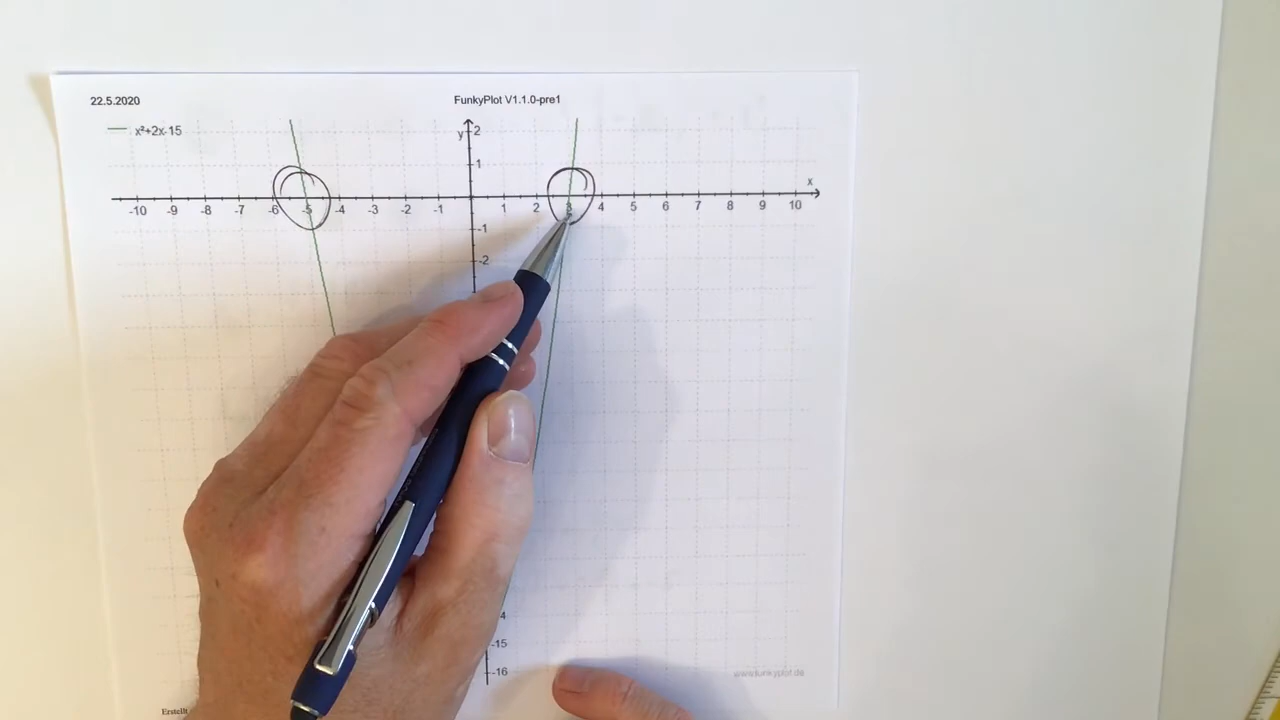 22.5.2020 FunkyPlot V1.1.0-pre1
x²+2x-15
y 2
1
x
-10 -9 -8 -7 -6 -5 -4 -3 -2 -1 1 2 3 4 5 6 7 8 9 10
-1
-2
4
-15
-16
www.funkyplot.de
Erstellt